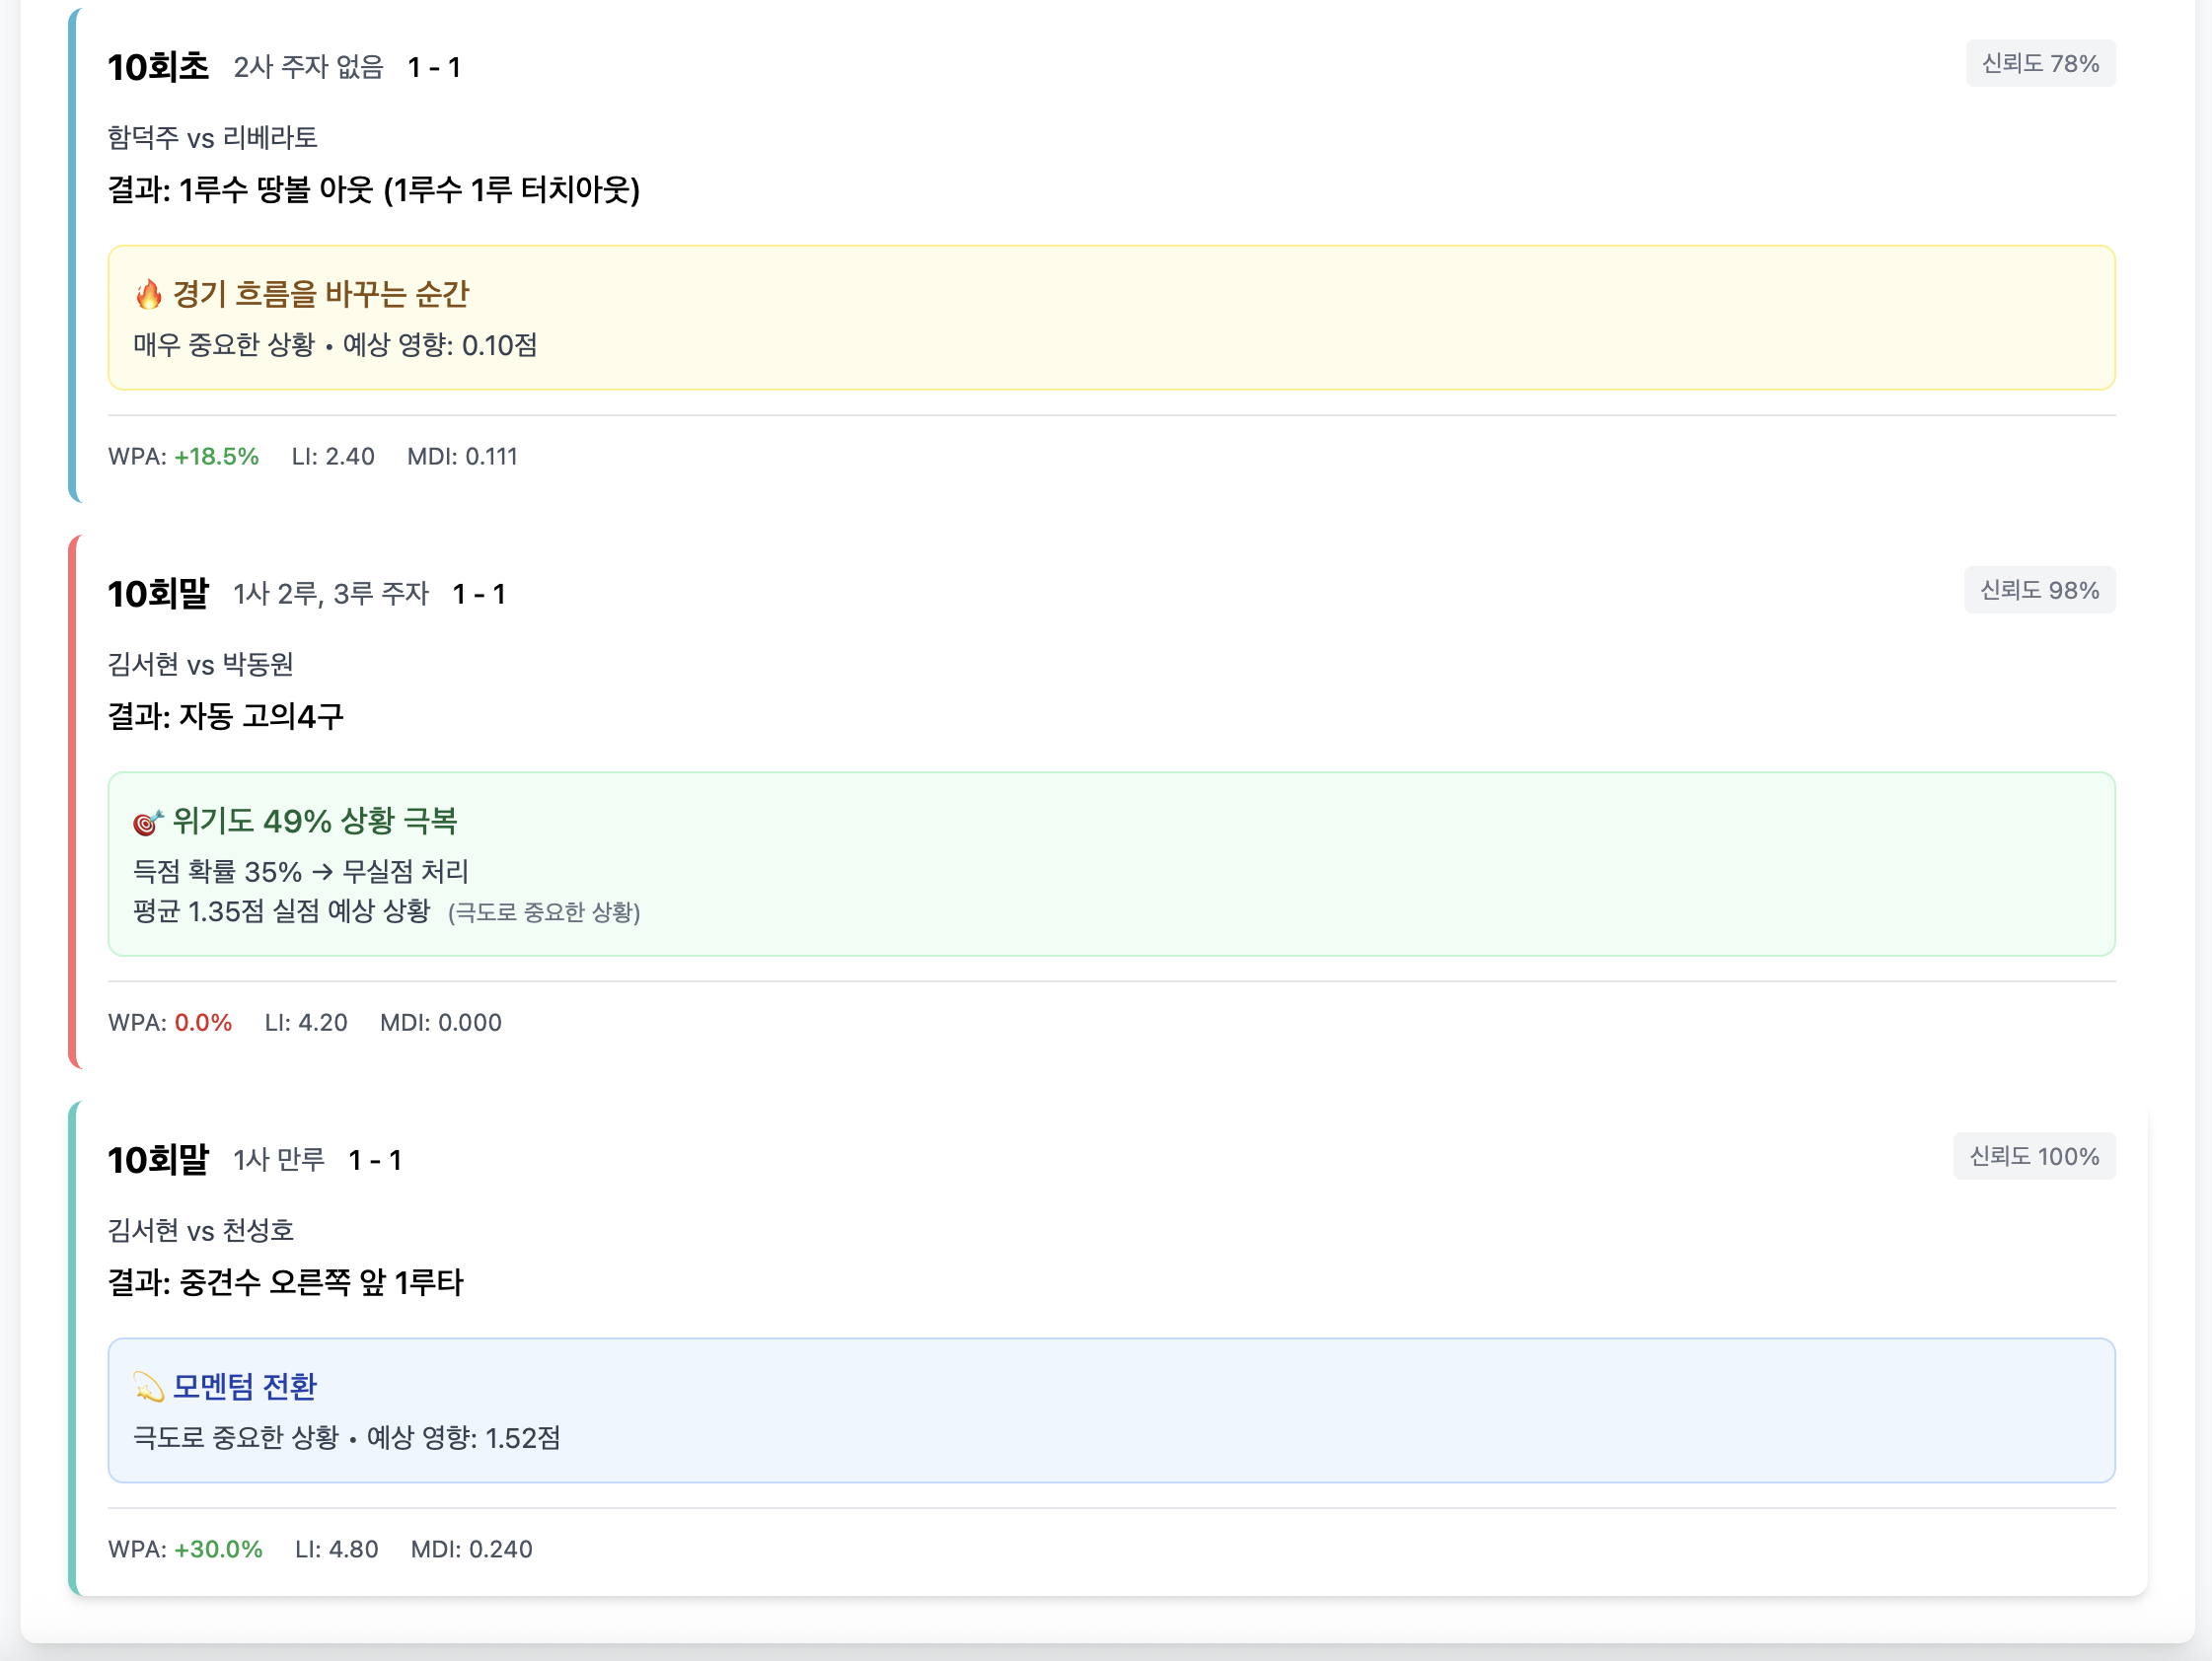 10회초 2사 주자 없음 1 - 1 신뢰도 78%
함덕주 vs 리베라토
결과: 1루수 땅볼 아웃 (1루수 1루 터치아웃)
🔥 경기 흐름을 바꾸는 순간
매우 중요한 상황 • 예상 영향: 0.10점
WPA: +18.5% LI: 2.40 MDI: 0.111
10회말 1사 2루, 3루 주자 1 - 1 신뢰도 98%
김서현 vs 박동원
결과: 자동 고의4구
🎯 위기도 49% 상황 극복
득점 확률 35% → 무실점 처리
평균 1.35점 실점 예상 상황 (극도로 중요한 상황)
WPA: 0.0% LI: 4.20 MDI: 0.000
10회말 1사 만루 1 - 1 신뢰도 100%
김서현 vs 천성호
결과: 중견수 오른쪽 앞 1루타
💫 모멘텀 전환
극도로 중요한 상황 • 예상 영향: 1.52점
WPA: +30.0% LI: 4.80 MDI: 0.240